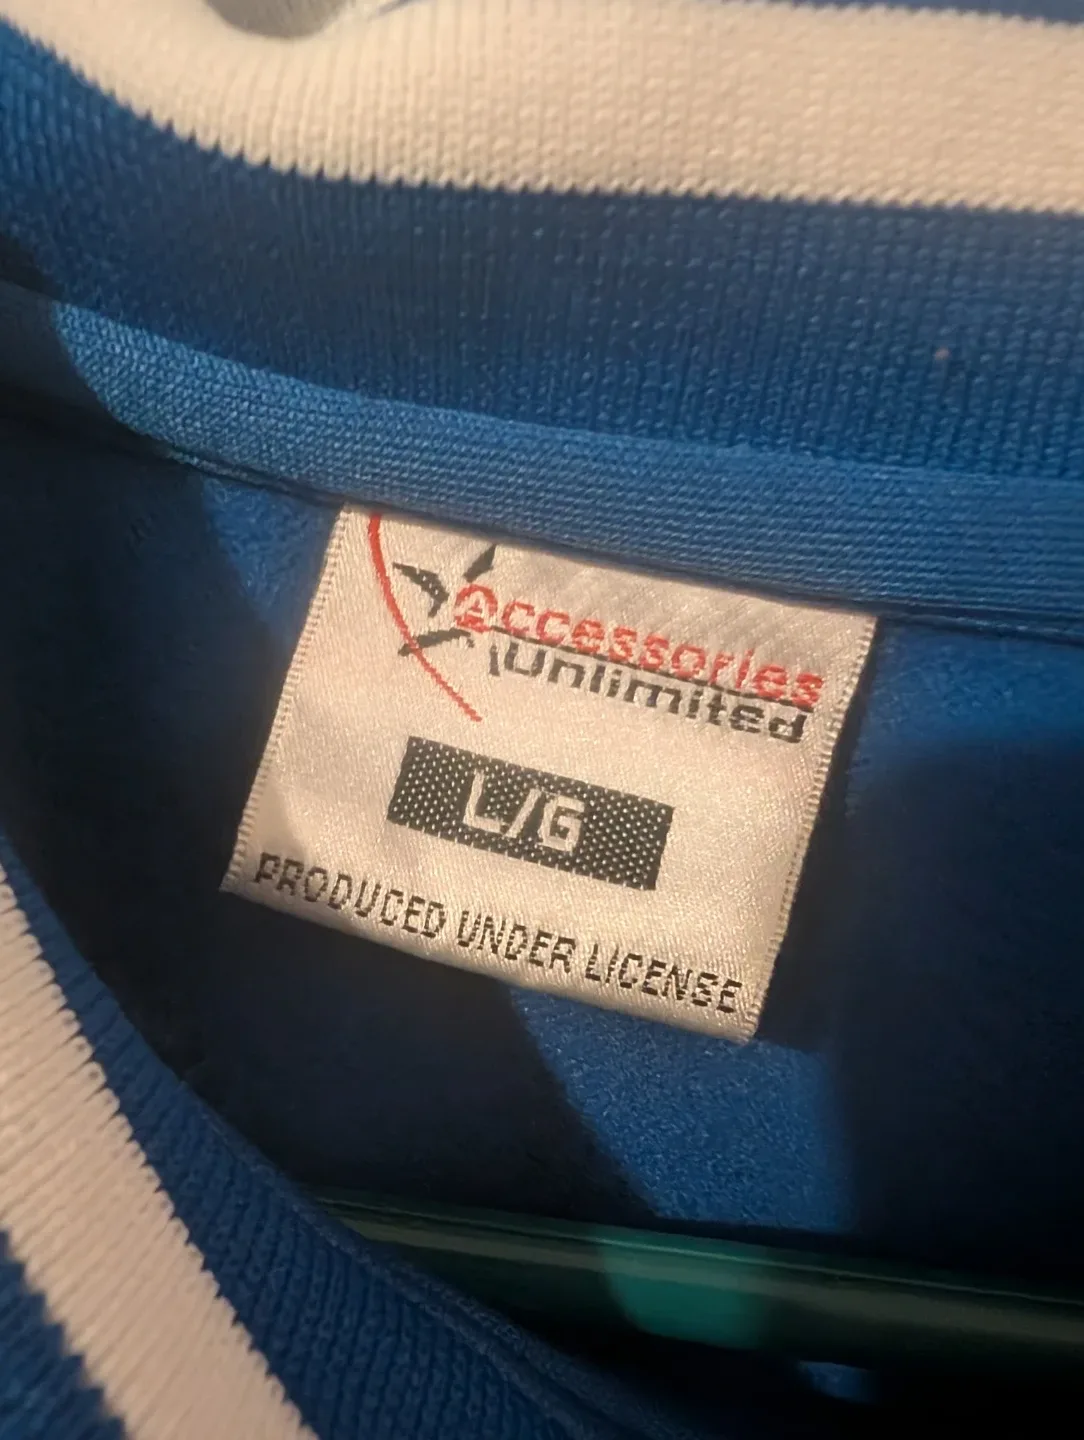 Accessories
Unlimited
L/G
PRODUCED UNDER LICENSE